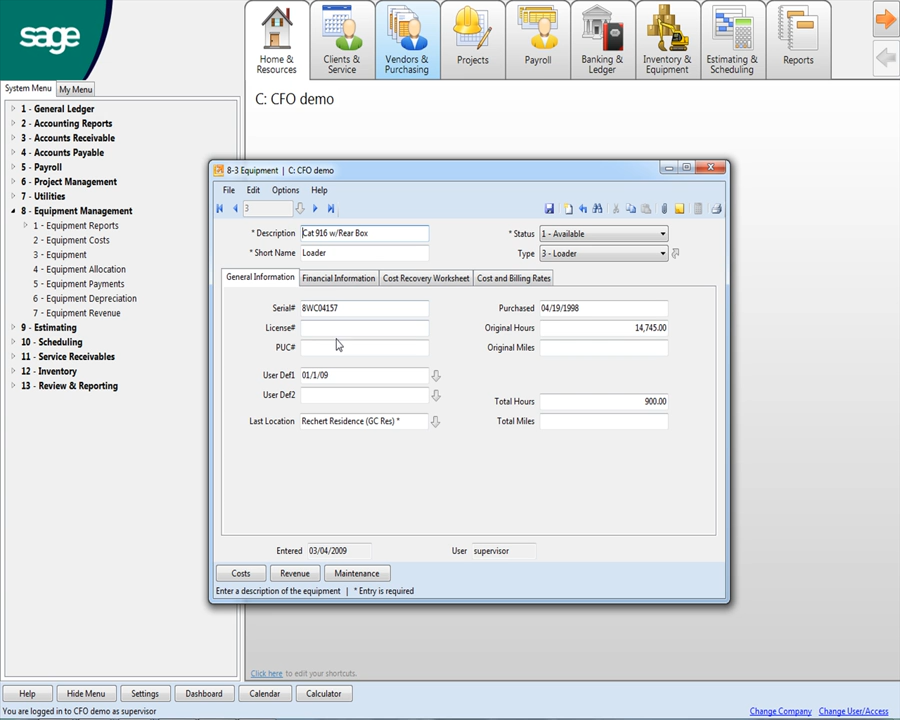 sage
Home & Resources
Clients & Service
Vendors & Purchasing
Projects
Payroll
Banking & Ledger
Inventory & Equipment
Estimating & Scheduling
Reports
System Menu
My Menu
C: CFO demo
1 - General Ledger
2 - Accounting Reports
3 - Accounts Receivable
4 - Accounts Payable
5 - Payroll
6 - Project Management
7 - Utilities
8 - Equipment Management
1 - Equipment Reports
2 - Equipment Costs
3 - Equipment
4 - Equipment Allocation
5 - Equipment Payments
6 - Equipment Depreciation
7 - Equipment Revenue
9 - Estimating
10 - Scheduling
11 - Service Receivables
12 - Inventory
13 - Review & Reporting
8-3 Equipment | C: CFO demo
File Edit Options Help
3
* Description Cat 916 w/Rear Box
* Status 1 - Available
* Short Name Loader
Type 3 - Loader
General Information Financial Information Cost Recovery Worksheet Cost and Billing Rates
Serial# 8WC04157
Purchased 04/19/1998
License#
Original Hours 14,745.00
PUC#
Original Miles
User Def1 01/1/09
User Def2
Total Hours 900.00
Last Location Rechert Residence (GC Res) *
Total Miles
Entered 03/04/2009 User supervisor
Costs Revenue Maintenance
Enter a description of the equipment | * Entry is required
Click here to edit your shortcuts.
Help Hide Menu Settings Dashboard Calendar Calculator
You are logged in to CFO demo as supervisor
Change Company Change User/Access